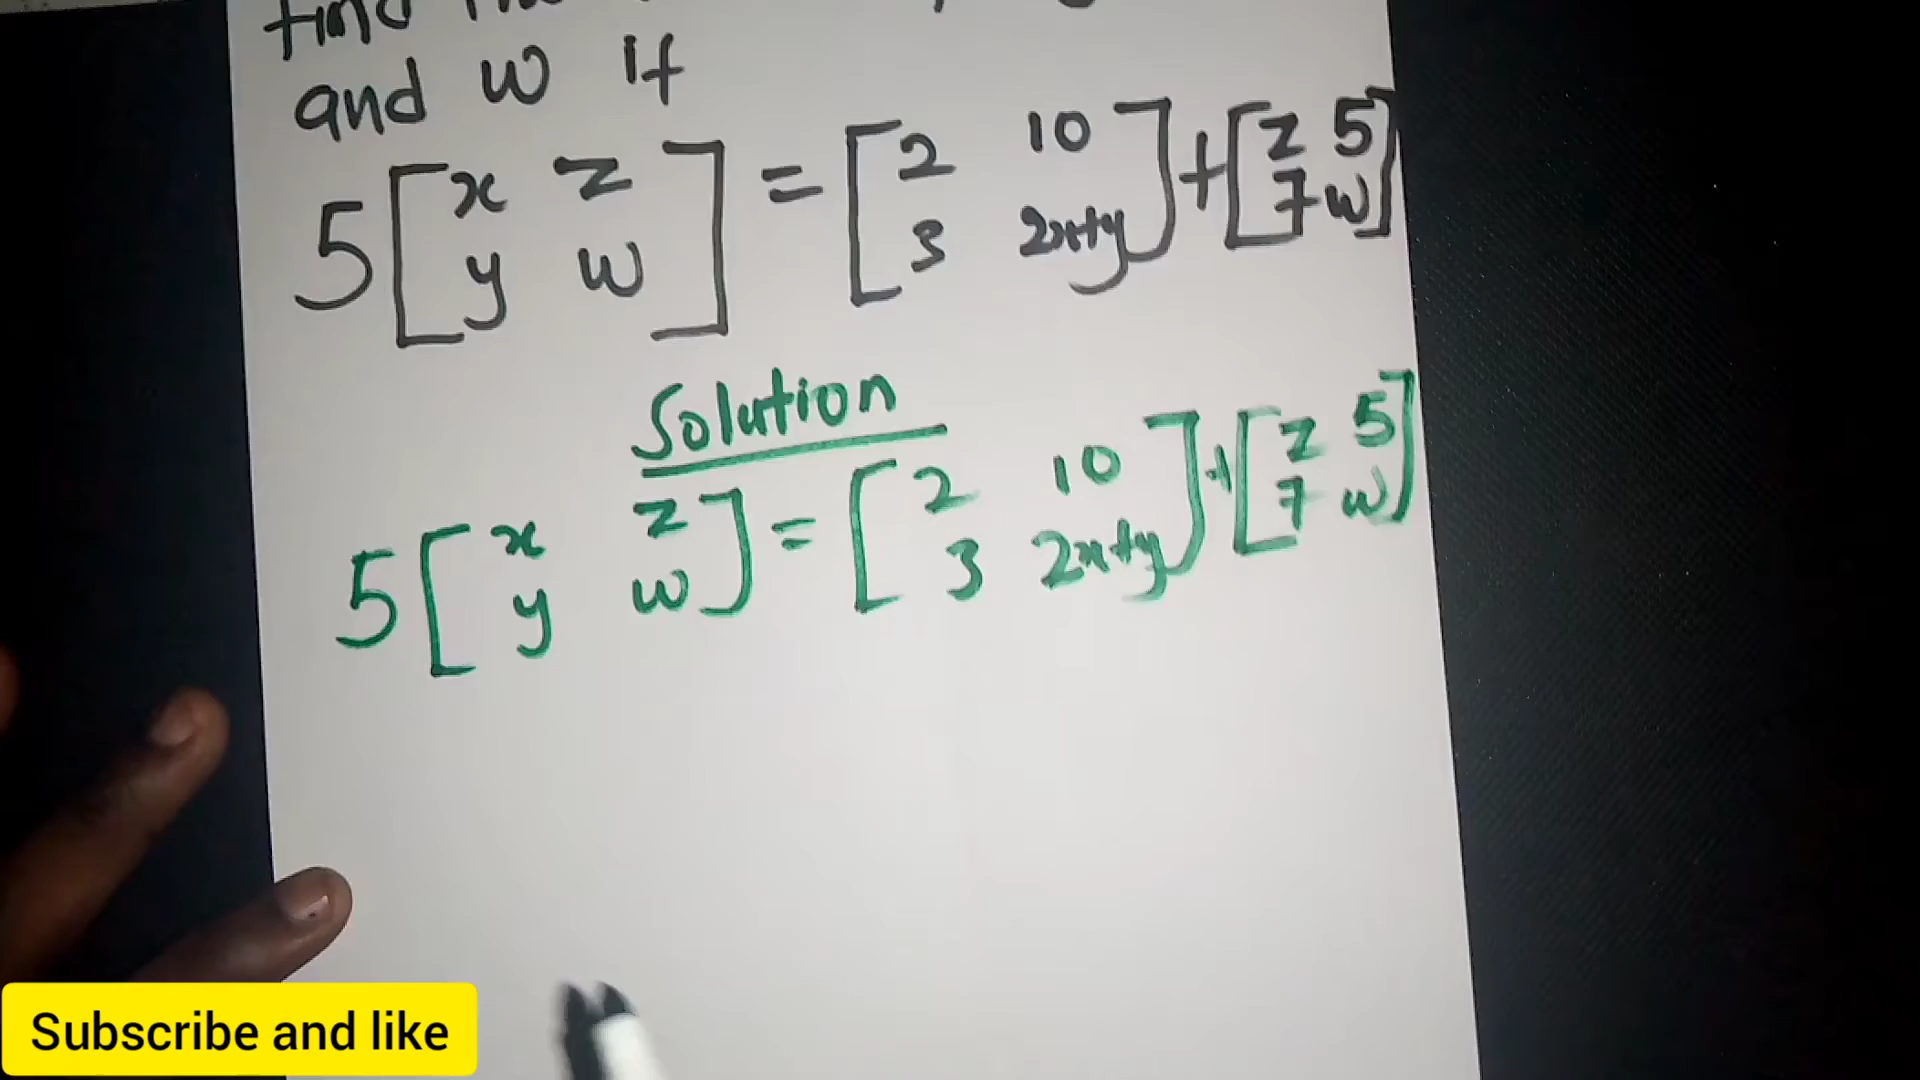 find
and w if
5[x z = [2 10 ] + [z 5]
y w] 3 2x+y 7 w
Solution
5[x z ] = [2 10 ] + [z 5]
y w 3 2x+y 7 w
Subscribe and like